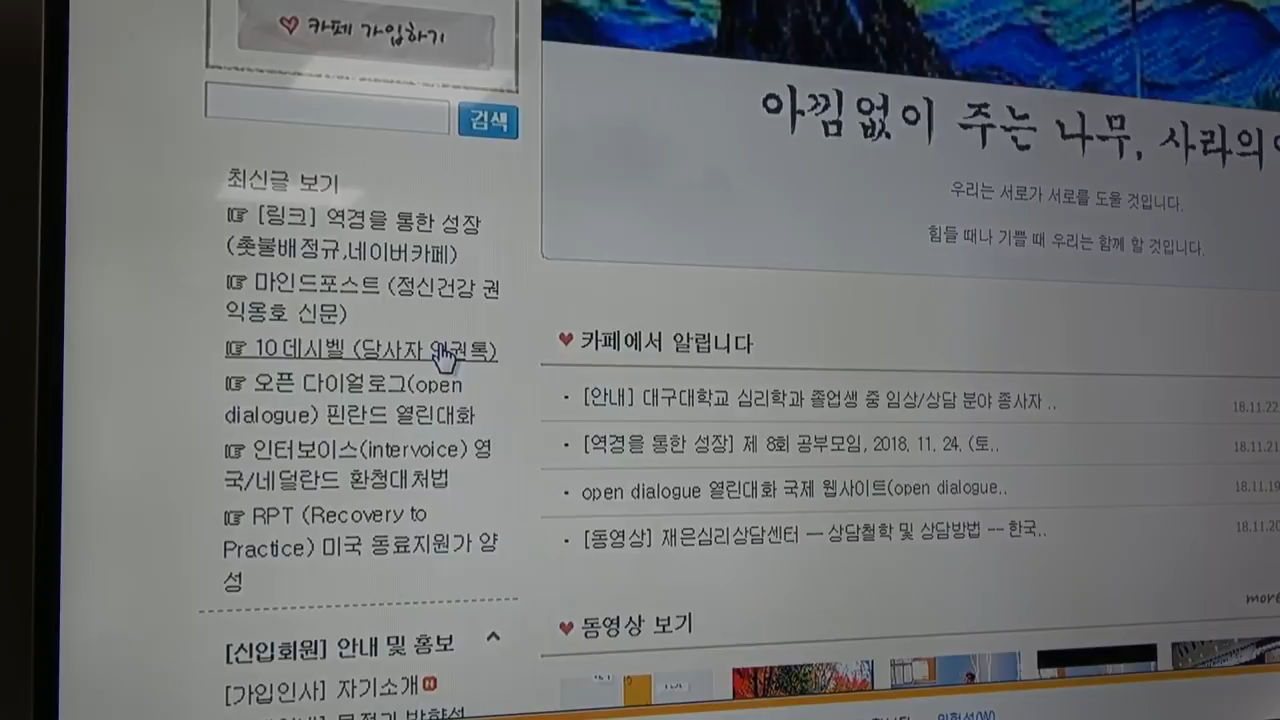 카페 가입하기
검색
최신글 보기
☞ [링크] 역경을 통한 성장
(촛불배정규,네이버카페)
☞ 마인드포스트 (정신건강 권
익옹호 신문)
☞ 10데시벨 (당사자 권톡)
☞ 오픈 다이얼로그(open
dialogue) 핀란드 열린대화
☞ 인터보이스(intervoice) 영
국/네덜란드 환청대처법
☞ RPT (Recovery to
Practice) 미국 동료지원가 양
성
[신입회원] 안내 및 홍보
[가입인사] 자기소개
아낌없이 주는 나무, 사라의
우리는 서로가 서로를 도울 것입니다.
힘들 때나 기쁠 때 우리는 함께 할 것입니다.
카페에서 알립니다
· [안내] 대구대학교 심리학과 졸업생 중 임상/상담 분야 종사자 .. 18.11.22
· [역경을 통한 성장] 제 8회 공부모임, 2018. 11. 24. (토.. 18.11.21
· open dialogue 열린대화 국제 웹사이트(open dialogue.. 18.11.19
· [동영상] 재은심리상담센터 — 상담철학 및 상담방법 -- 한국.. 18.11.20
more
동영상 보기